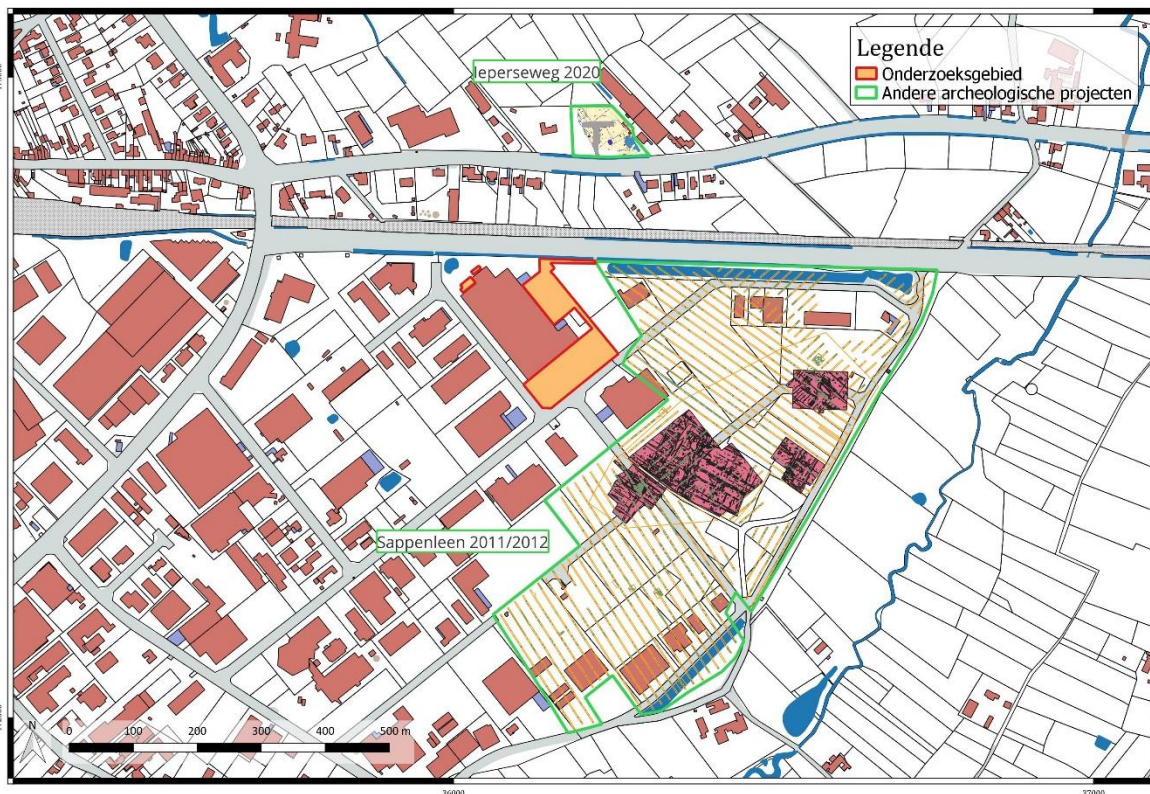 Ieperseweg 2020
Legende
Onderzoeksgebied
Andere archeologische projecten
Sappenleen 2011/2012
N
0 100 200 300 400 500 m
36000
37000